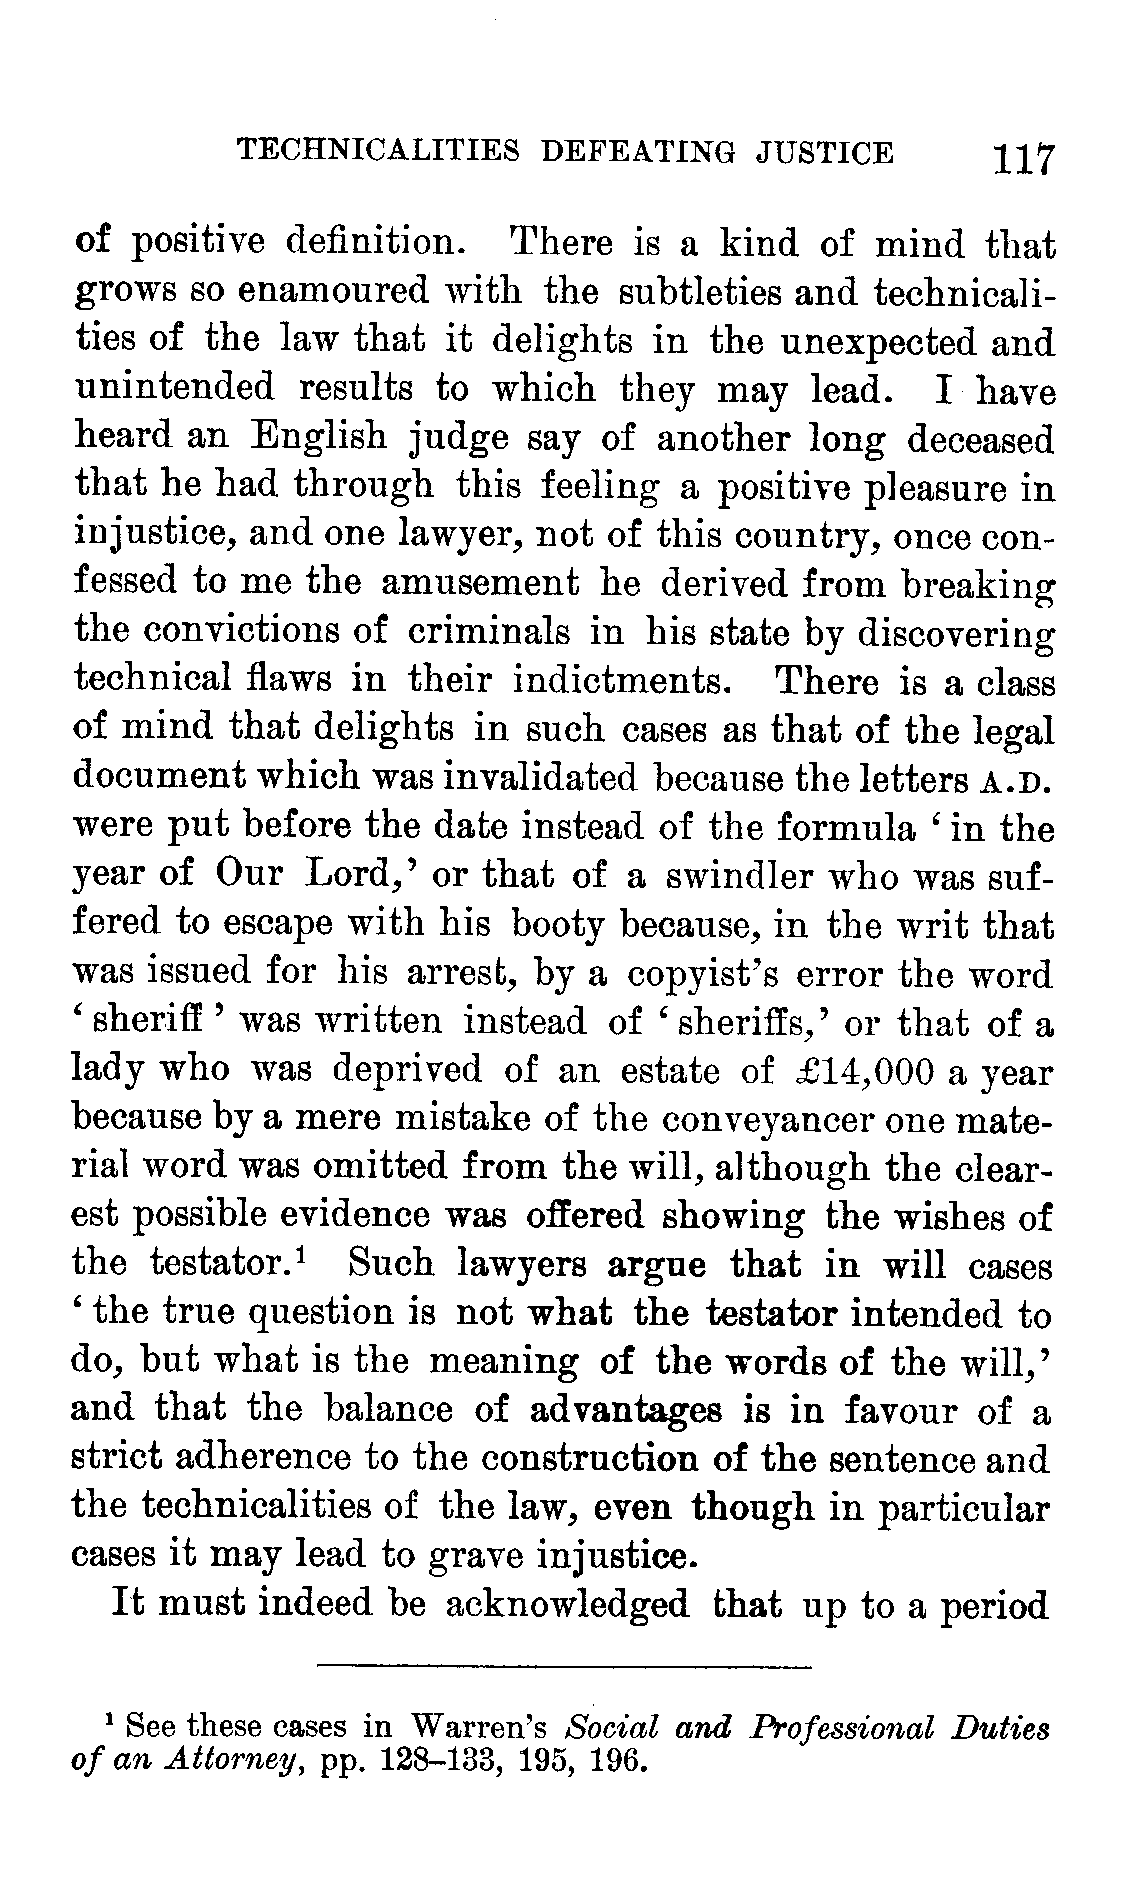 TECHNICALITIES DEFEATING JUSTICE 117
of positive definition. There is a kind of mind that
grows so enamoured with the subtleties and technicali-
ties of the law that it delights in the unexpected and
unintended results to which they may lead. I have
heard an English judge say of another long deceased
that he had through this feeling a positive pleasure in
injustice, and one lawyer, not of this country, once con-
fessed to me the amusement he derived from breaking
the convictions of criminals in his state by discovering
technical flaws in their indictments. There is a class
of mind that delights in such cases as that of the legal
document which was invalidated because the letters A.D.
were put before the date instead of the formula ‘ in the
year of Our Lord,’ or that of a swindler who was suf-
fered to escape with his booty because, in the writ that
was issued for his arrest, by a copyist’s error the word
‘ sheriff ’ was written instead of ‘ sheriffs,’ or that of a
lady who was deprived of an estate of £14,000 a year
because by a mere mistake of the conveyancer one mate-
rial word was omitted from the will, although the clear-
est possible evidence was offered showing the wishes of
the testator.¹ Such lawyers argue that in will cases
‘ the true question is not what the testator intended to
do, but what is the meaning of the words of the will,’
and that the balance of advantages is in favour of a
strict adherence to the construction of the sentence and
the technicalities of the law, even though in particular
cases it may lead to grave injustice.
It must indeed be acknowledged that up to a period
¹ See these cases in Warren’s Social and Professional Duties
of an Attorney, pp. 128–133, 195, 196.